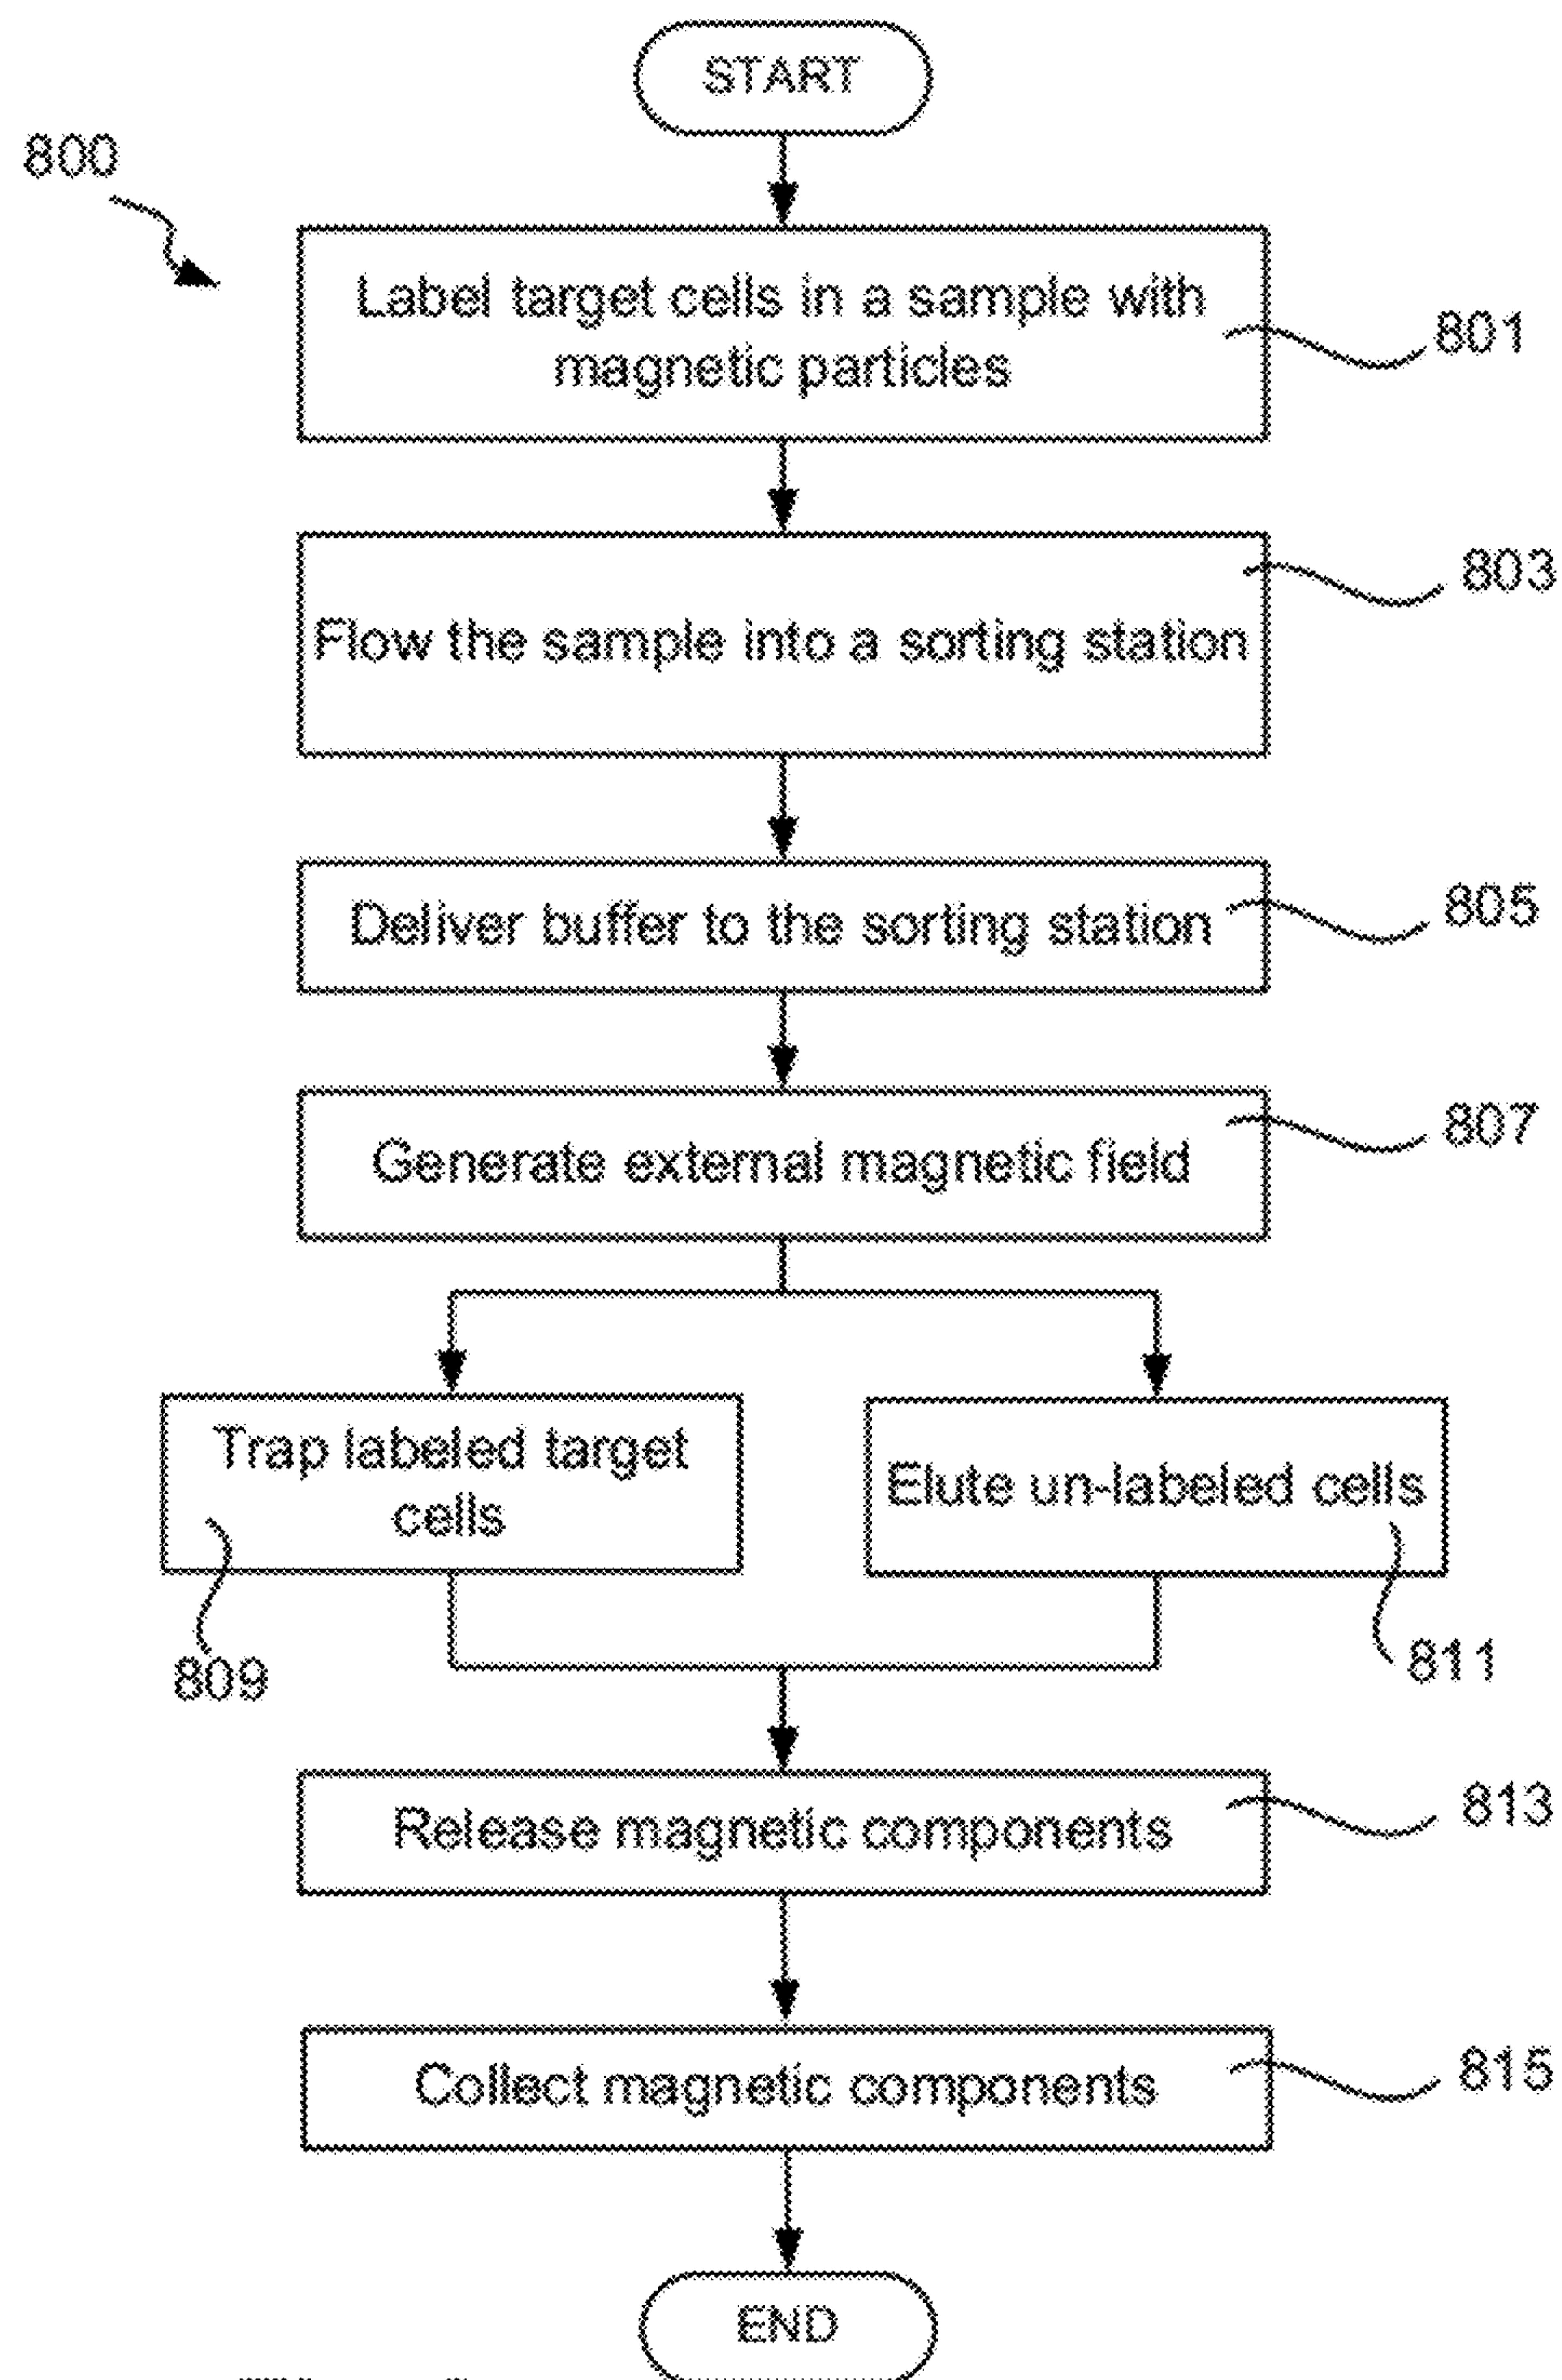 START
800
Label target cells in a sample with
magnetic particles
801
803
Flow the sample into a sorting station
805
Deliver buffer to the sorting station
807
Generate external magnetic field
Trap labeled target
cells
Elute un-labeled cells
809
811
813
Release magnetic components
815
Collect magnetic components
END